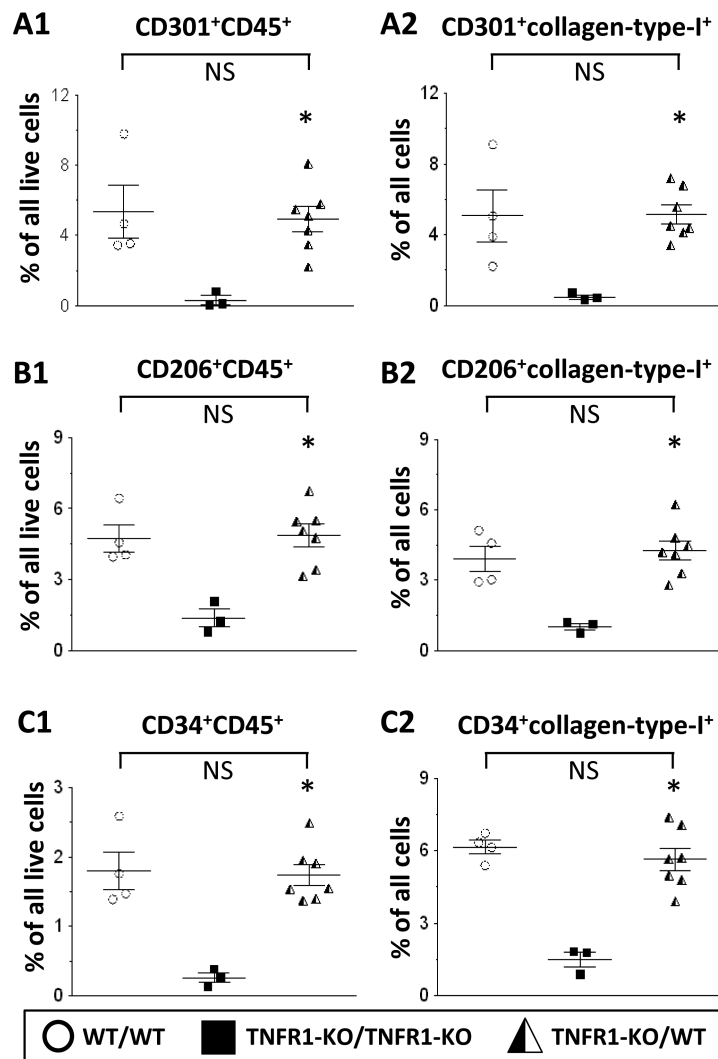 A1 CD301⁺CD45⁺
NS
*
% of all live cells
12
8
4
0
A2 CD301⁺collagen-type-I⁺
NS
*
% of all cells
12
8
4
0
B1 CD206⁺CD45⁺
NS
*
% of all live cells
9
6
3
0
B2 CD206⁺collagen-type-I⁺
NS
*
% of all cells
9
6
3
0
C1 CD34⁺CD45⁺
NS
*
% of all live cells
3
2
1
0
C2 CD34⁺collagen-type-I⁺
NS
*
% of all cells
9
6
3
0
WT/WT TNFR1-KO/TNFR1-KO TNFR1-KO/WT